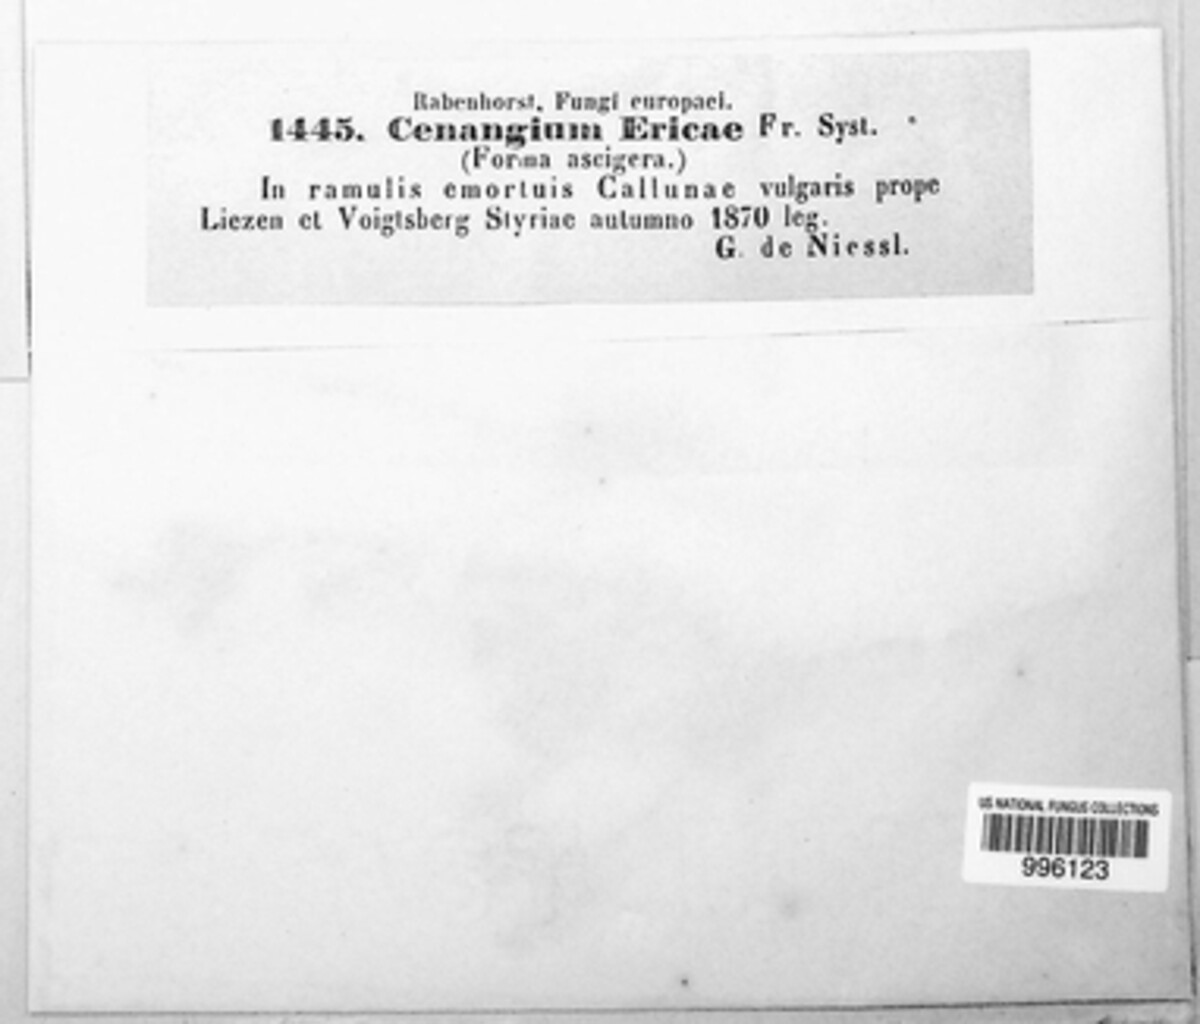 Rabenhorst, Fungi europaei.
1445. Cenangium Ericae Fr. Syst.
(Forma ascigera.)
In ramulis emortuis Callunae vulgaris prope
Liezen et Voigtsberg Styriae autumno 1870 leg.
G. de Niessl.
US NATIONAL FUNGUS COLLECTIONS
996123